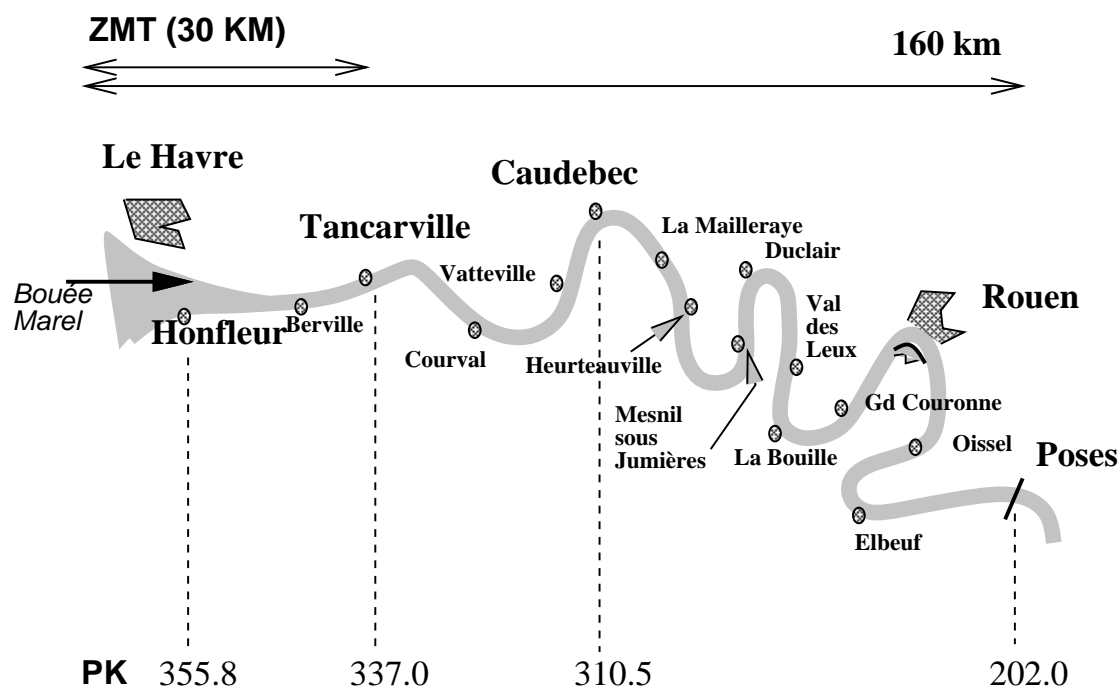 ZMT (30 KM)
160 km
Le Havre
Caudebec
Tancarville
La Mailleraye
Duclair
Vatteville
Bouée
Marel
Honfleur
Berville
Rouen
Val
des
Leux
Courval
Heurteauville
Mesnil
sous
Jumières
Gd Couronne
La Bouille
Oissel
Poses
Elbeuf
PK 355.8 337.0 310.5 202.0